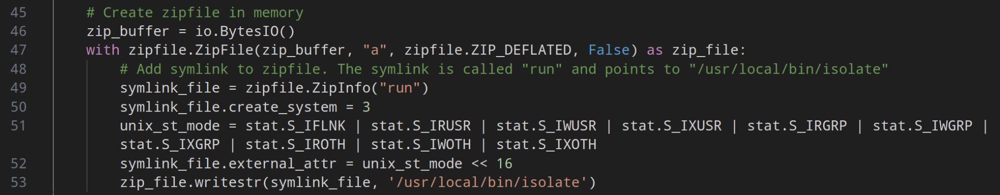 45 # Create zipfile in memory
46 zip_buffer = io.BytesIO()
47 with zipfile.ZipFile(zip_buffer, "a", zipfile.ZIP_DEFLATED, False) as zip_file:
48 # Add symlink to zipfile. The symlink is called "run" and points to "/usr/local/bin/isolate"
49 symlink_file = zipfile.ZipInfo("run")
50 symlink_file.create_system = 3
51 unix_st_mode = stat.S_IFLNK | stat.S_IRUSR | stat.S_IWUSR | stat.S_IXUSR | stat.S_IRGRP | stat.S_IWGRP |
stat.S_IXGRP | stat.S_IROTH | stat.S_IWOTH | stat.S_IXOTH
52 symlink_file.external_attr = unix_st_mode << 16
53 zip_file.writestr(symlink_file, '/usr/local/bin/isolate')